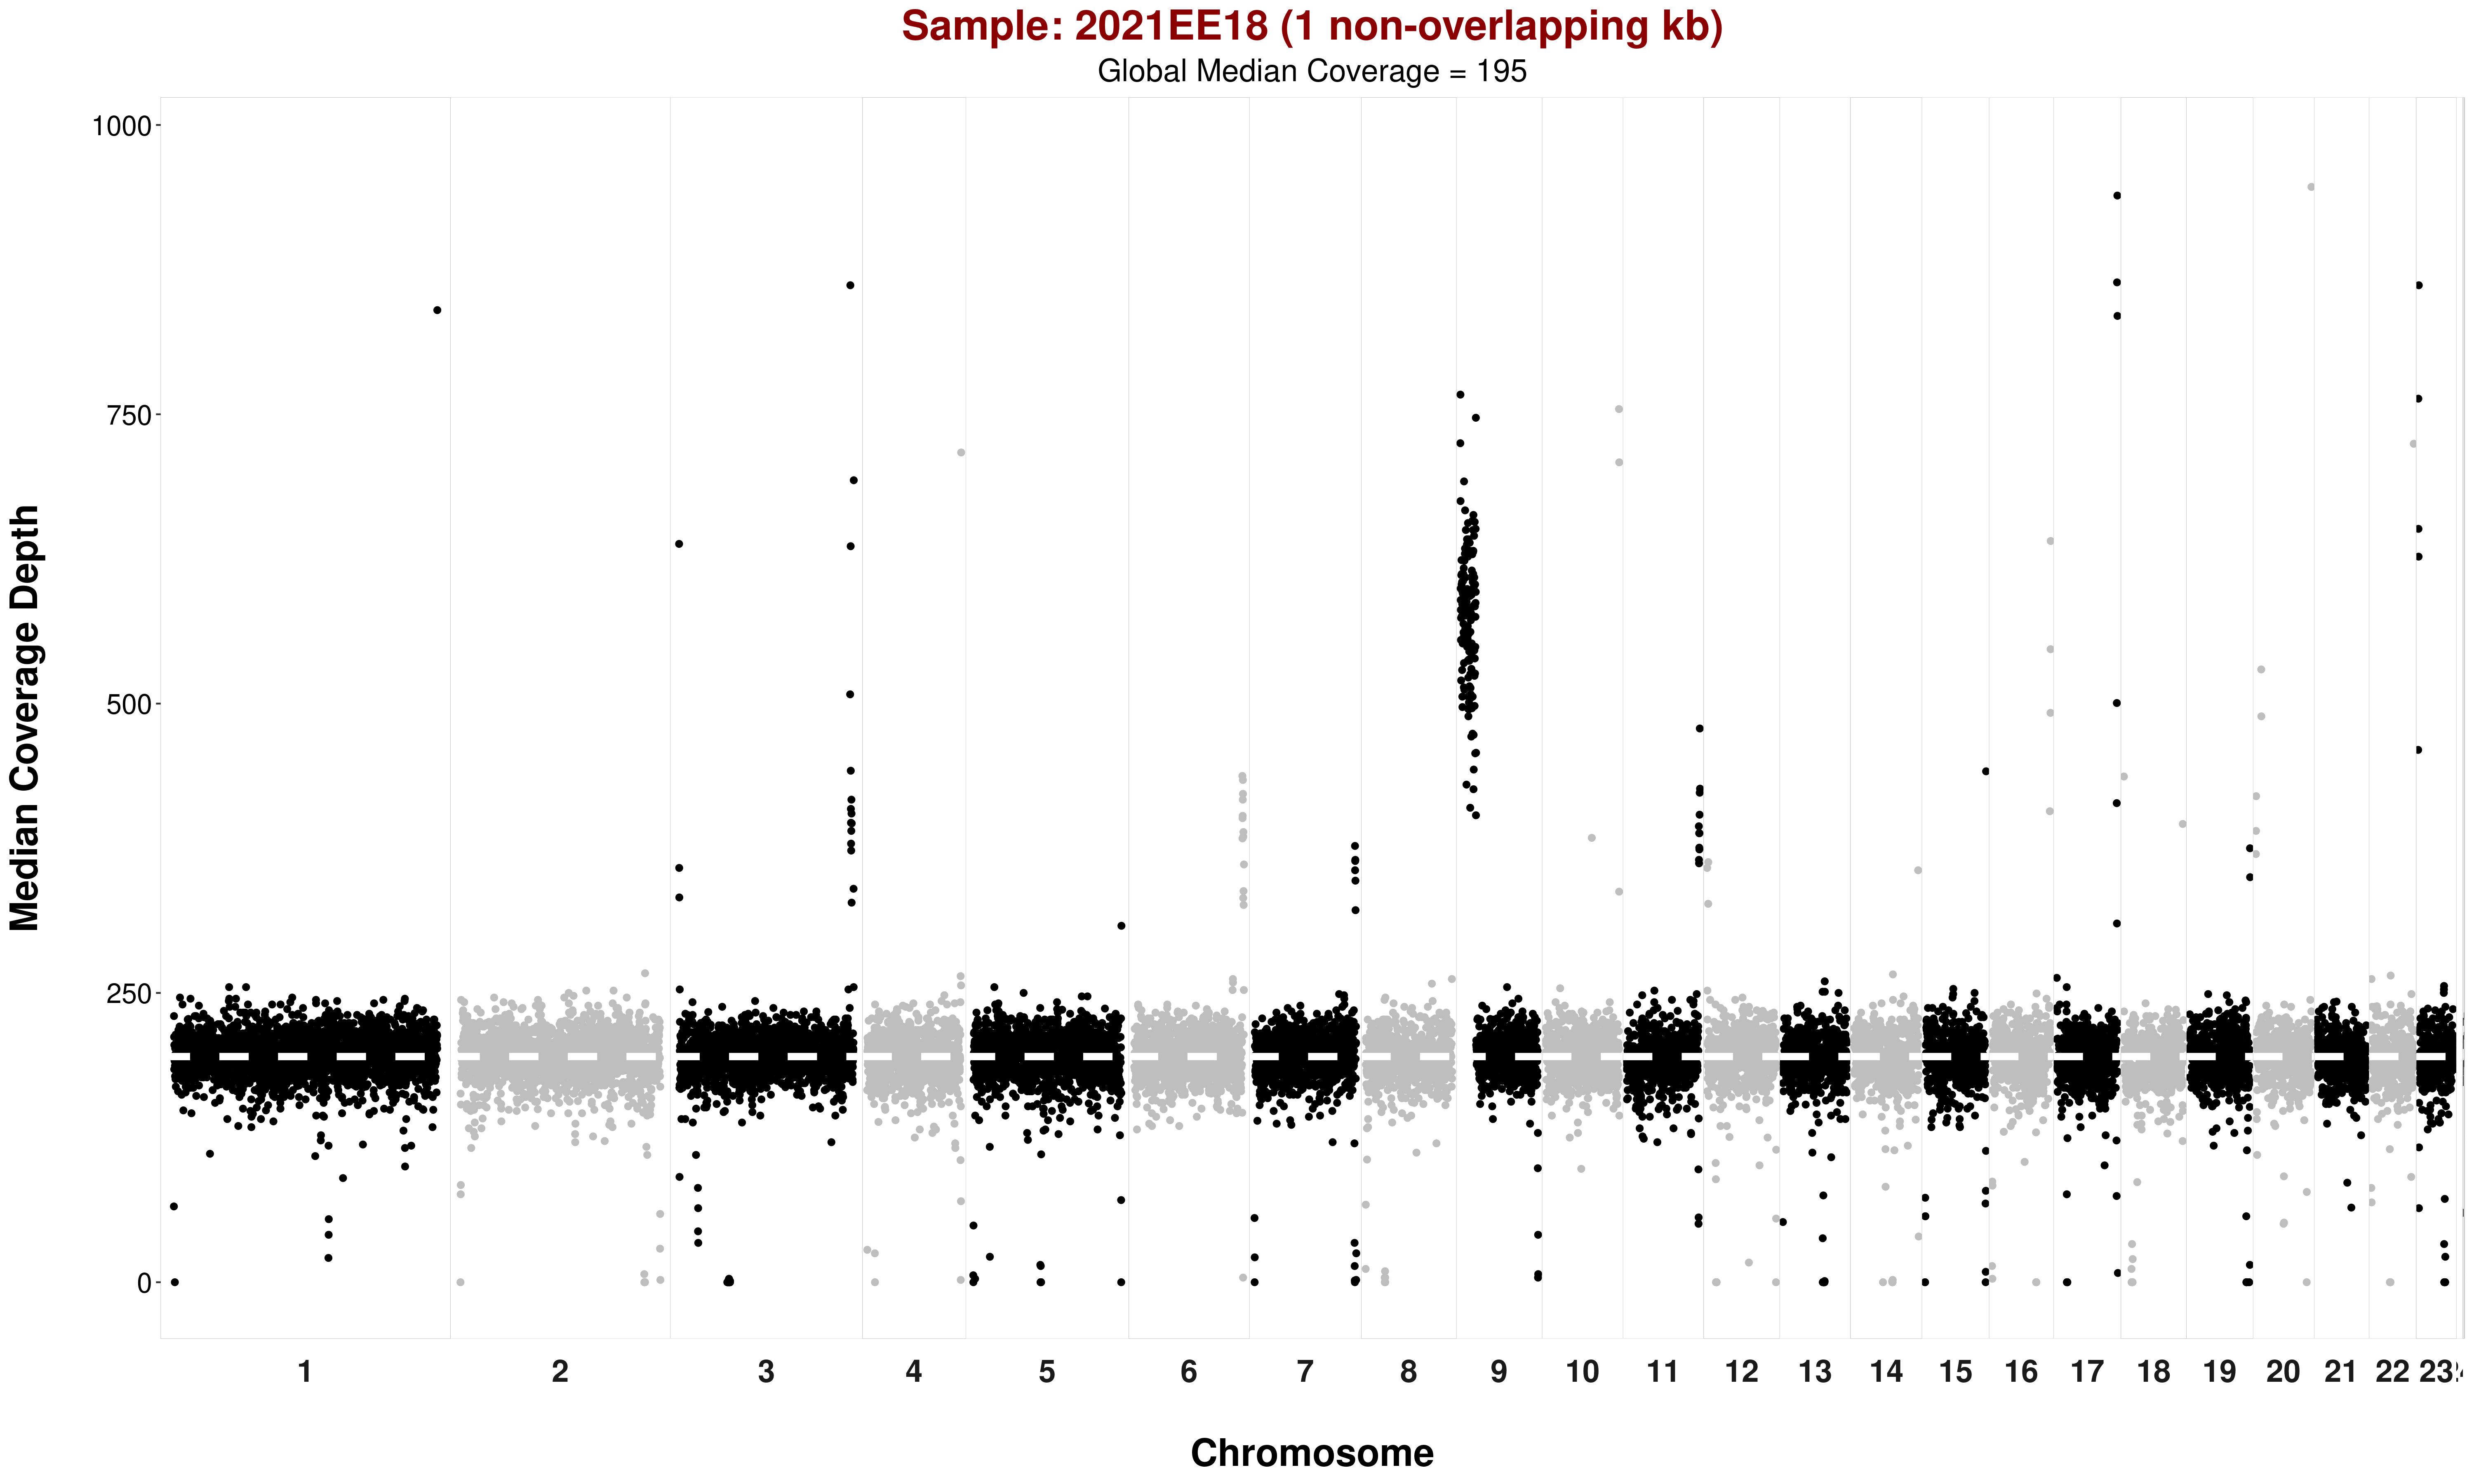 Sample: 2021EE18 (1 non-overlapping kb)
Global Median Coverage = 195
Median Coverage Depth
1000
750
500
250
0
1 2 3 4 5 6 7 8 9 10 11 12 13 14 15 16 17 18 19 20 21 22 23
Chromosome